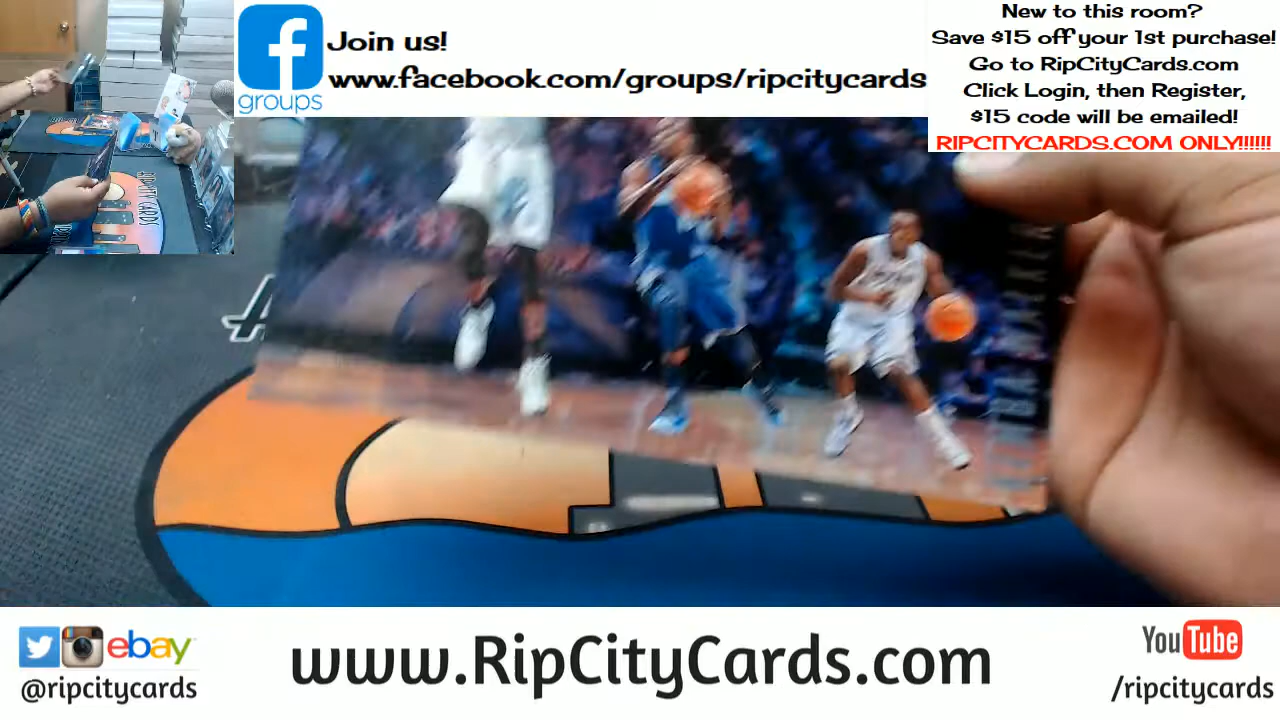 Join us!
www.facebook.com/groups/ripcitycards
groups
New to this room?
Save $15 off your 1st purchase!
Go to RipCityCards.com
Click Login, then Register,
$15 code will be emailed!
RIPCITYCARDS.COM ONLY!!!!!!
ebay
@ripcitycards
www.RipCityCards.com
YouTube
/ripcitycards